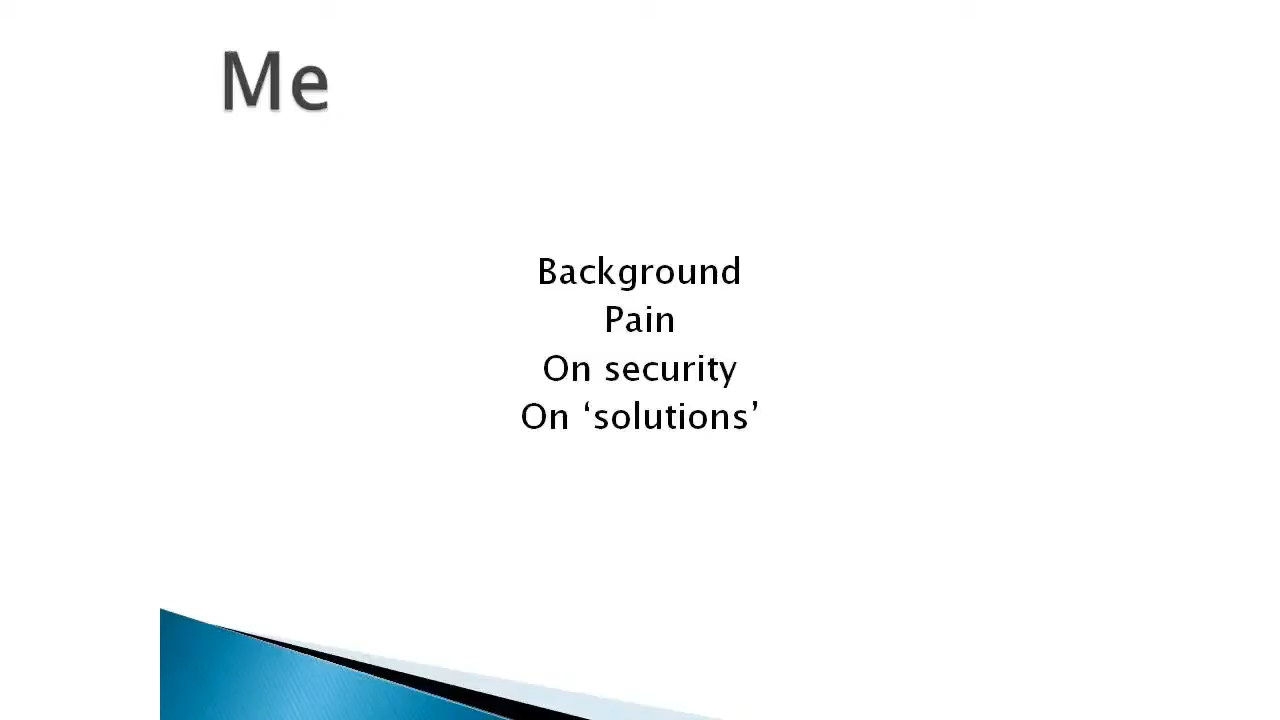 Me
Background
Pain
On security
On ‘solutions’